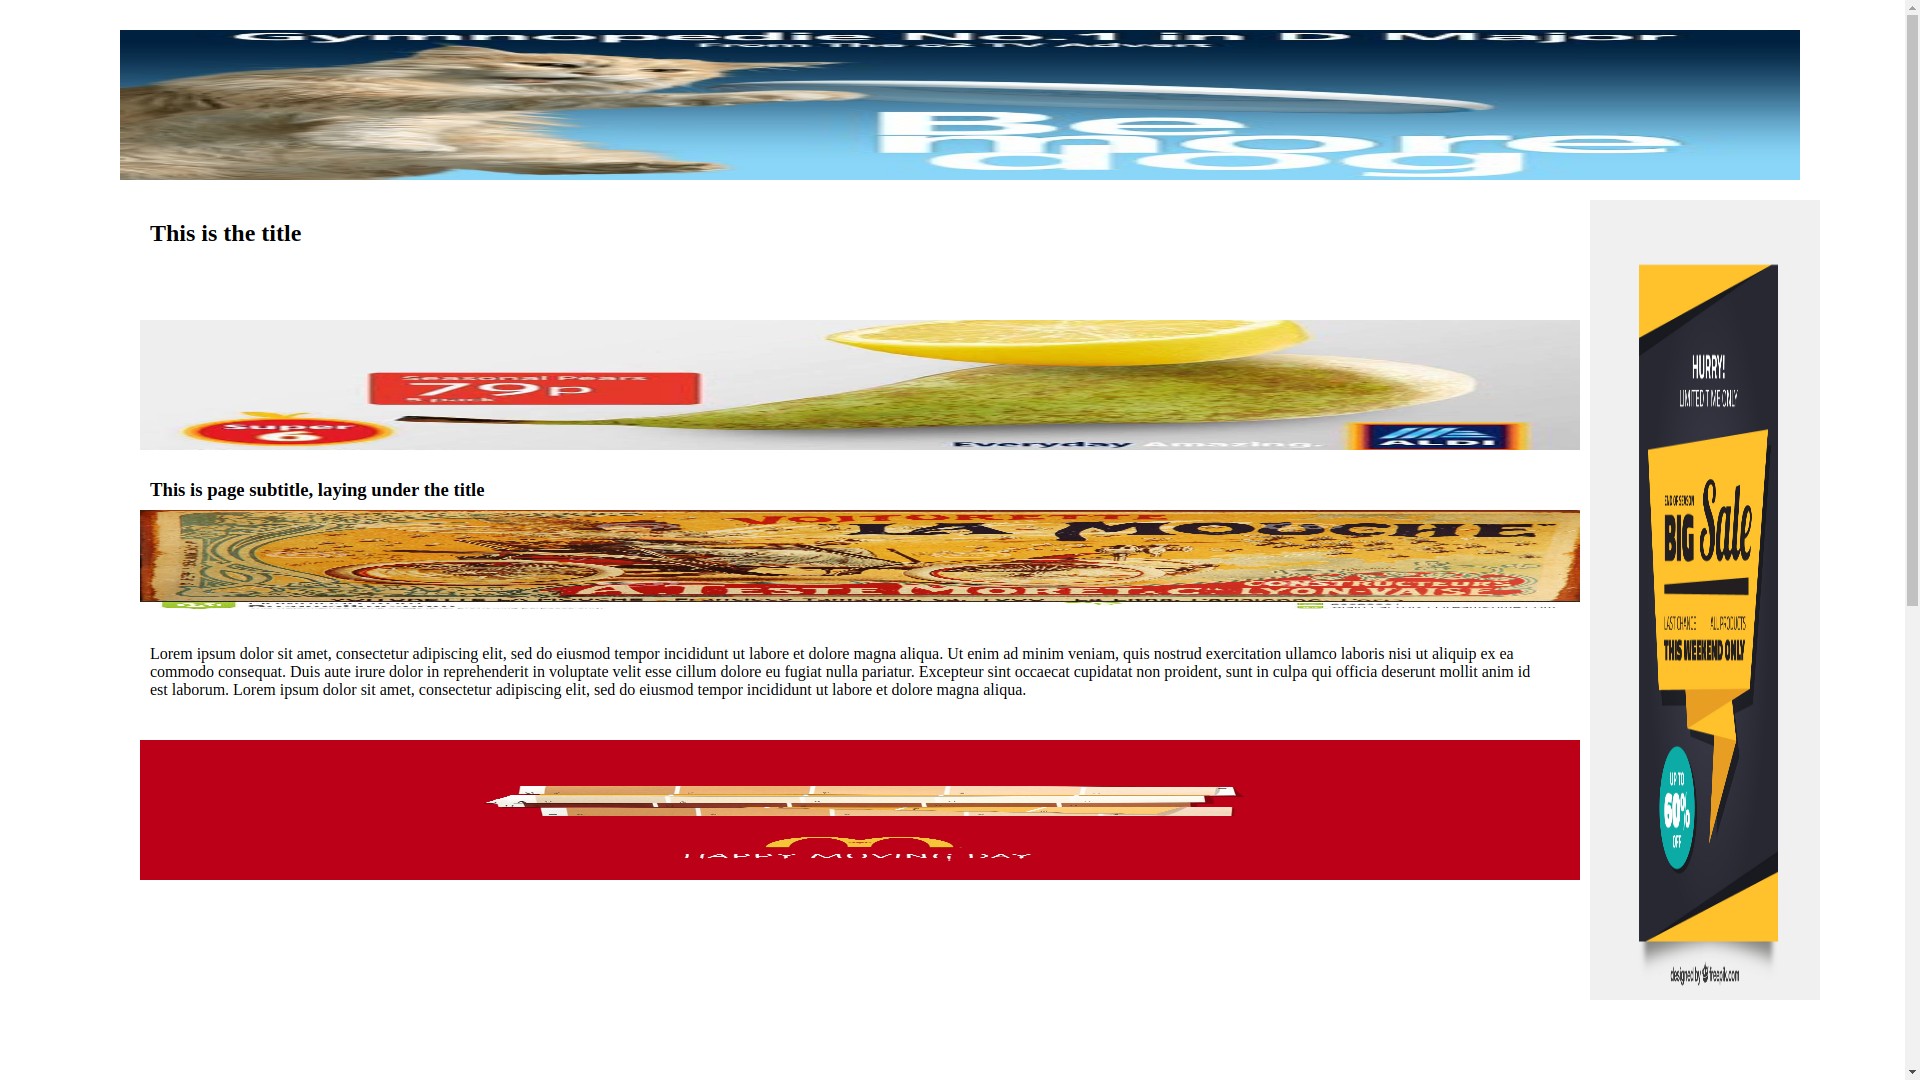 Gymnopedie No.1 in D Major
From The o2 TV Advert
Be
more
dog
This is the title
Seasonal Pears
79p
Super
6
Everyday Amazing.
ALDI
This is page subtitle, laying under the title
VOITURETTE
LA MOUCHE
A. TESTE MORET & C. LYON-VAISE
CONSTRUCTEURS
Lorem ipsum dolor sit amet, consectetur adipiscing elit, sed do eiusmod tempor incididunt ut labore et dolore magna aliqua. Ut enim ad minim veniam, quis nostrud exercitation ullamco laboris nisi ut aliquip ex ea
commodo consequat. Duis aute irure dolor in reprehenderit in voluptate velit esse cillum dolore eu fugiat nulla pariatur. Excepteur sint occaecat cupidatat non proident, sunt in culpa qui officia deserunt mollit anim id
est laborum. Lorem ipsum dolor sit amet, consectetur adipiscing elit, sed do eiusmod tempor incididunt ut labore et dolore magna aliqua.
HAPPY MOVING DAY
HURRY!
LIMITED TIME ONLY
END OF SEASON
BIG Sale
LAST CHANCE ALL PRODUCTS
THIS WEEKEND ONLY
UP TO
60%
OFF
designed by freepik.com